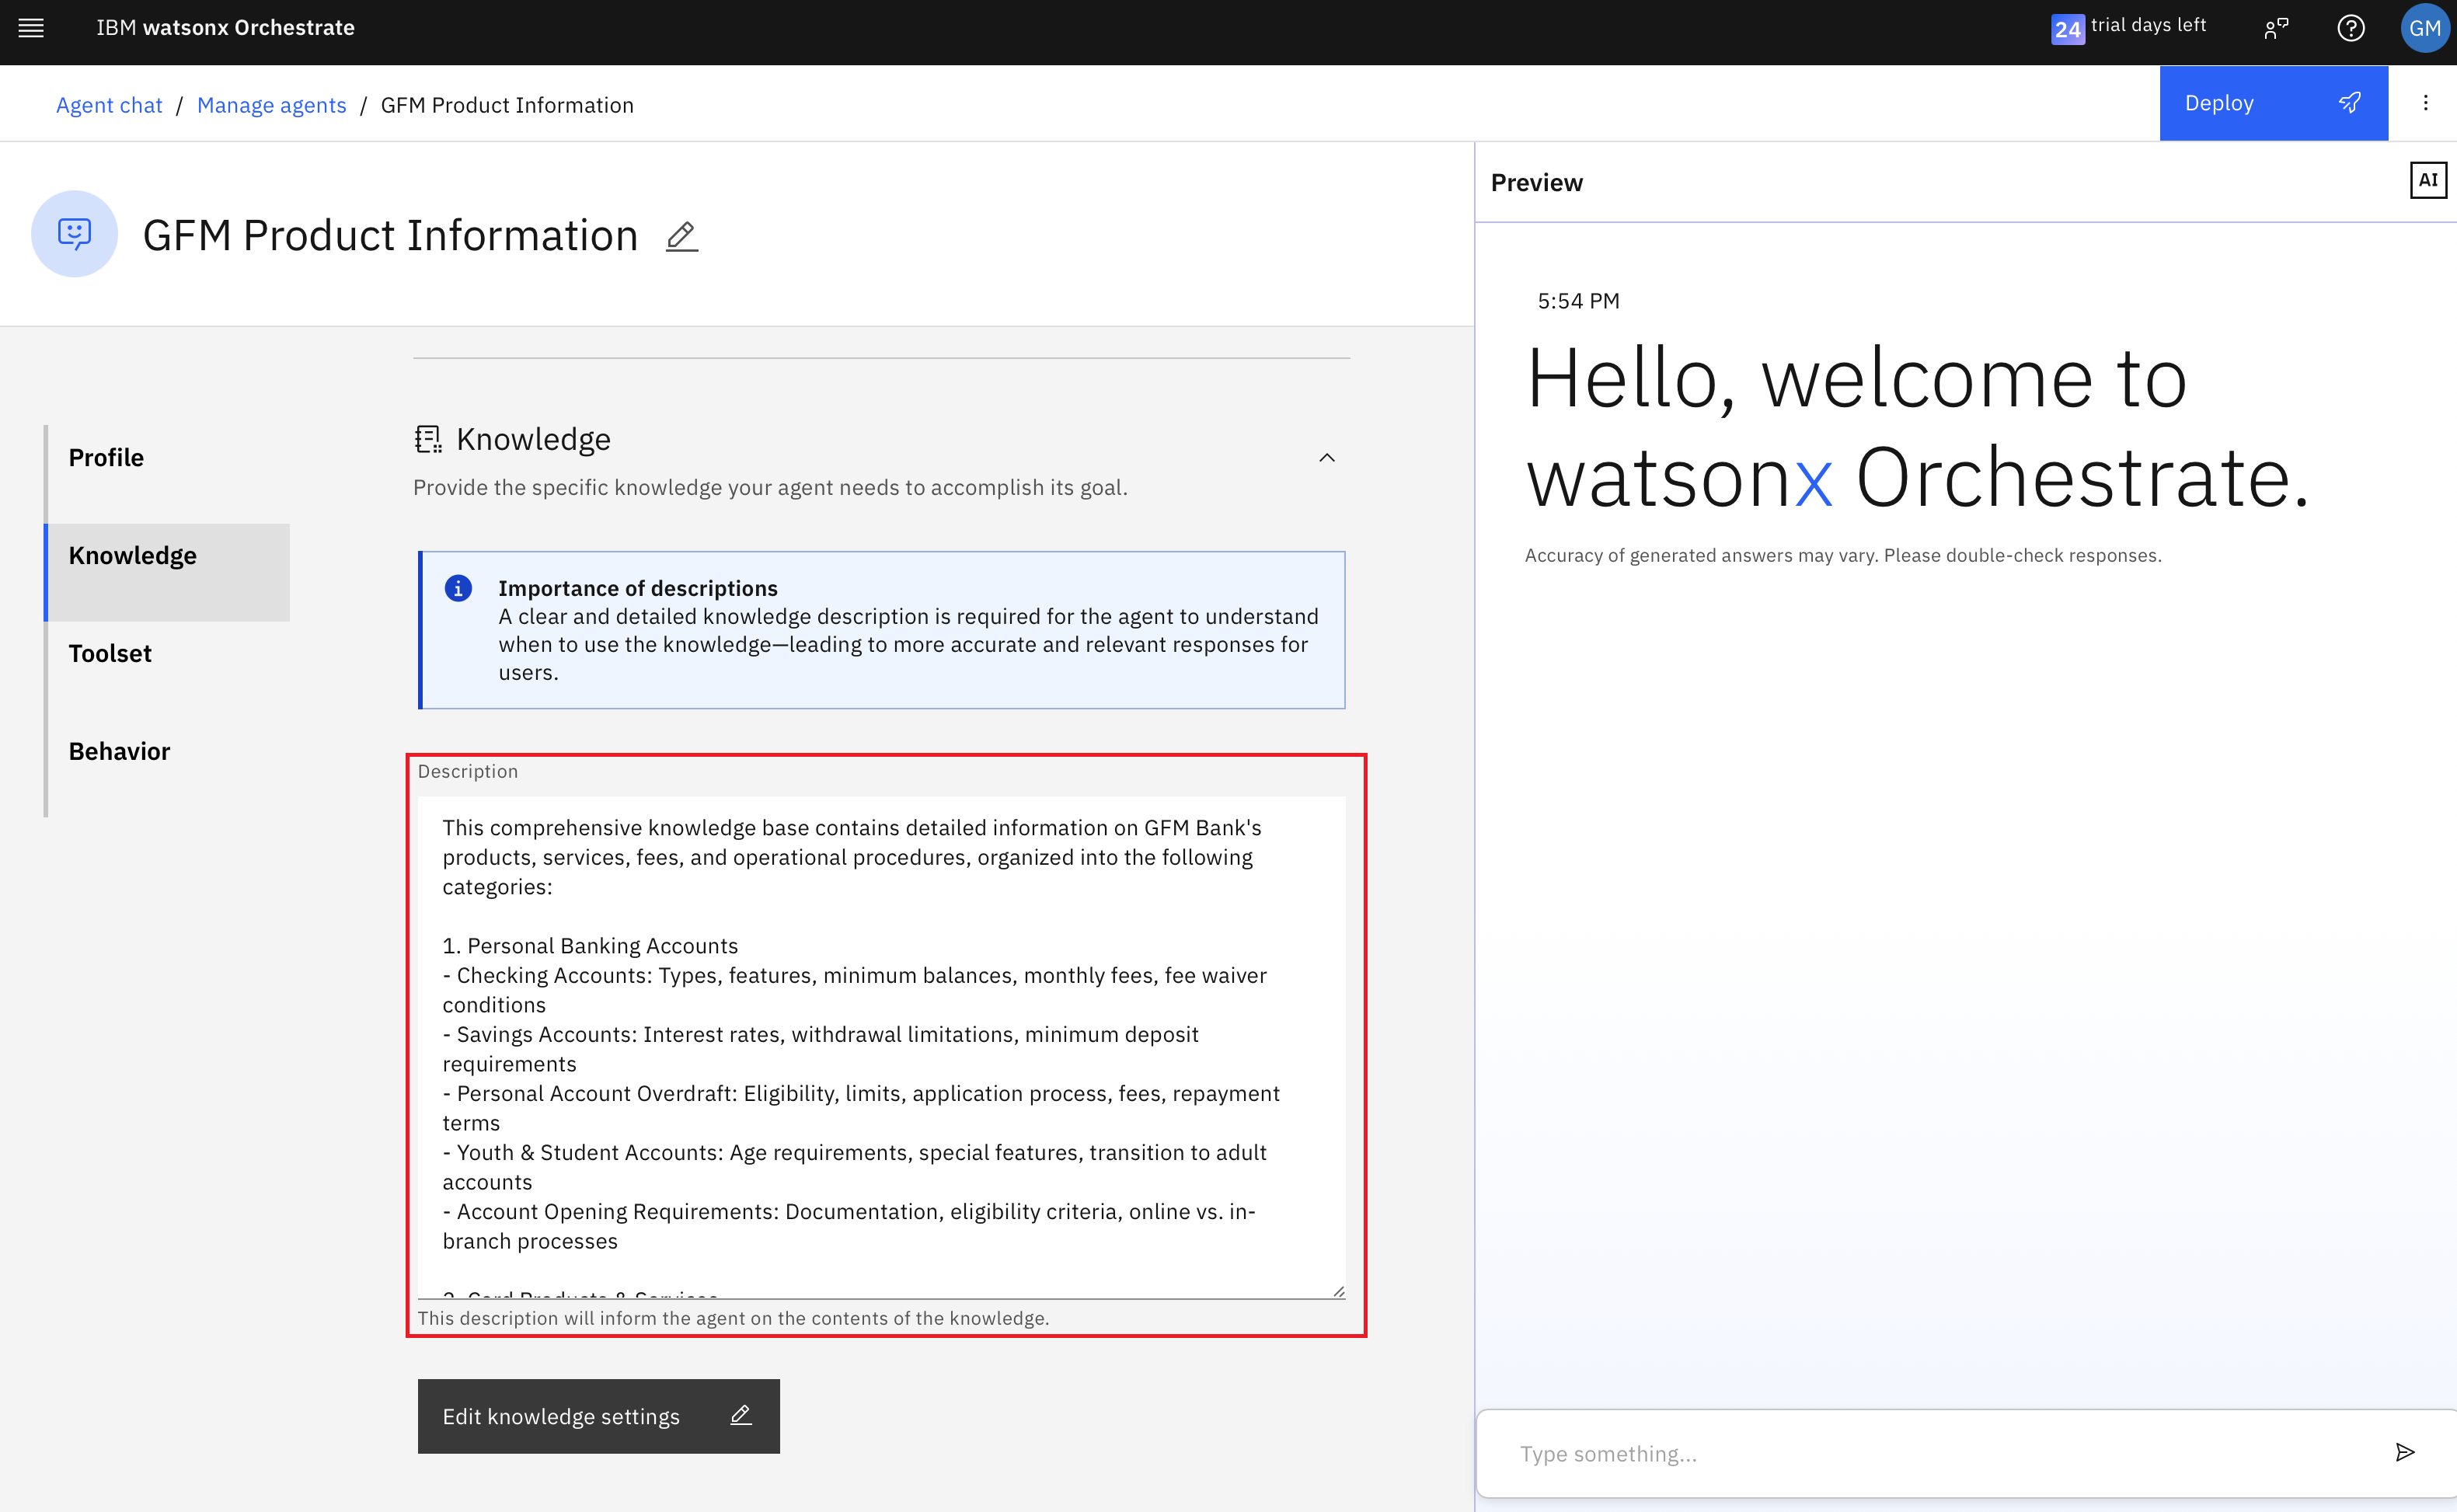 IBM watsonx Orchestrate
24 trial days left
GM
Agent chat / Manage agents / GFM Product Information
Deploy
GFM Product Information
Profile
Knowledge
Toolset
Behavior
Knowledge
Provide the specific knowledge your agent needs to accomplish its goal.
Importance of descriptions
A clear and detailed knowledge description is required for the agent to understand
when to use the knowledge—leading to more accurate and relevant responses for
users.
Description
This comprehensive knowledge base contains detailed information on GFM Bank's
products, services, fees, and operational procedures, organized into the following
categories:
1. Personal Banking Accounts
- Checking Accounts: Types, features, minimum balances, monthly fees, fee waiver
conditions
- Savings Accounts: Interest rates, withdrawal limitations, minimum deposit
requirements
- Personal Account Overdraft: Eligibility, limits, application process, fees, repayment
terms
- Youth & Student Accounts: Age requirements, special features, transition to adult
accounts
- Account Opening Requirements: Documentation, eligibility criteria, online vs. in-
branch processes
2. Card Products & Services
This description will inform the agent on the contents of the knowledge.
Edit knowledge settings
Preview
AI
5:54 PM
Hello, welcome to
watsonx Orchestrate.
Accuracy of generated answers may vary. Please double-check responses.
Type something...